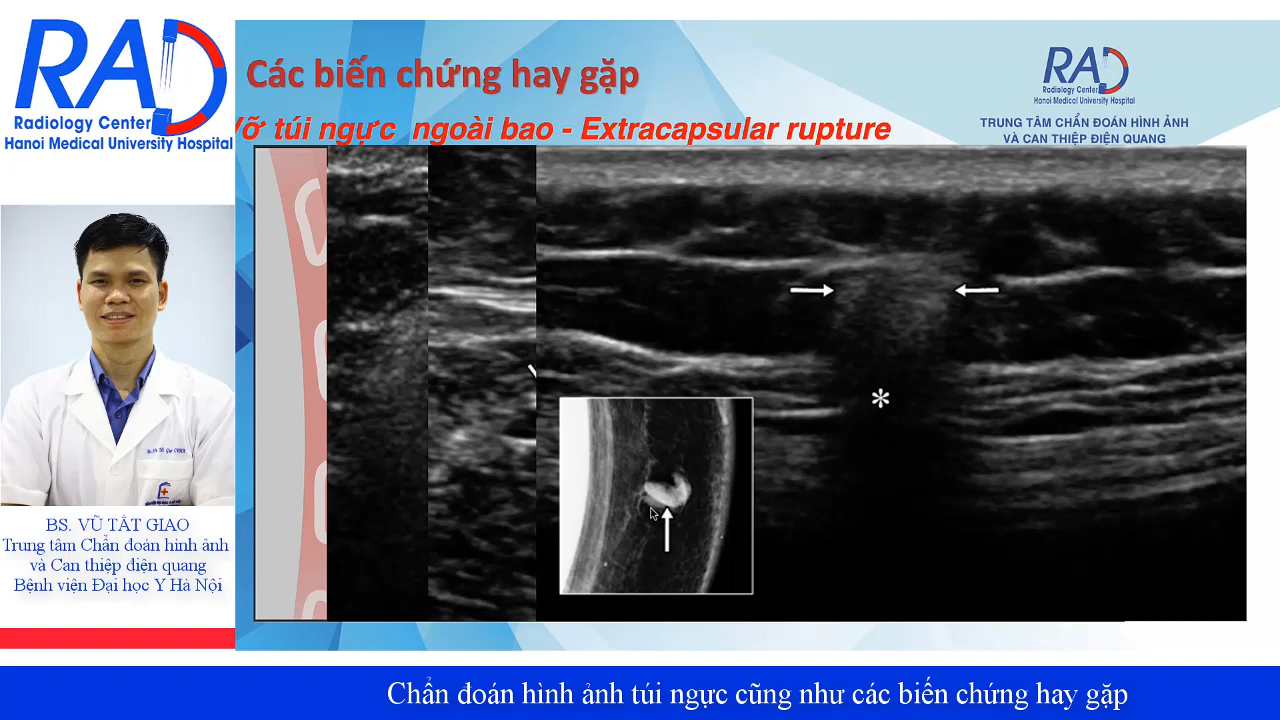 RAD
Radiology Center
Hanoi Medical University Hospital
Các biến chứng hay gặp
Vỡ túi ngực ngoài bao - Extracapsular rupture
RAD
Radiology Center
Hanoi Medical University Hospital
TRUNG TÂM CHẨN ĐOÁN HÌNH ẢNH
VÀ CAN THIỆP ĐIỆN QUANG
*
BS. VŨ TẤT GIAO
Trung tâm Chẩn đoán hình ảnh
và Can thiệp điện quang
Bệnh viện Đại học Y Hà Nội
Chẩn đoán hình ảnh túi ngực cũng như các biến chứng hay gặp